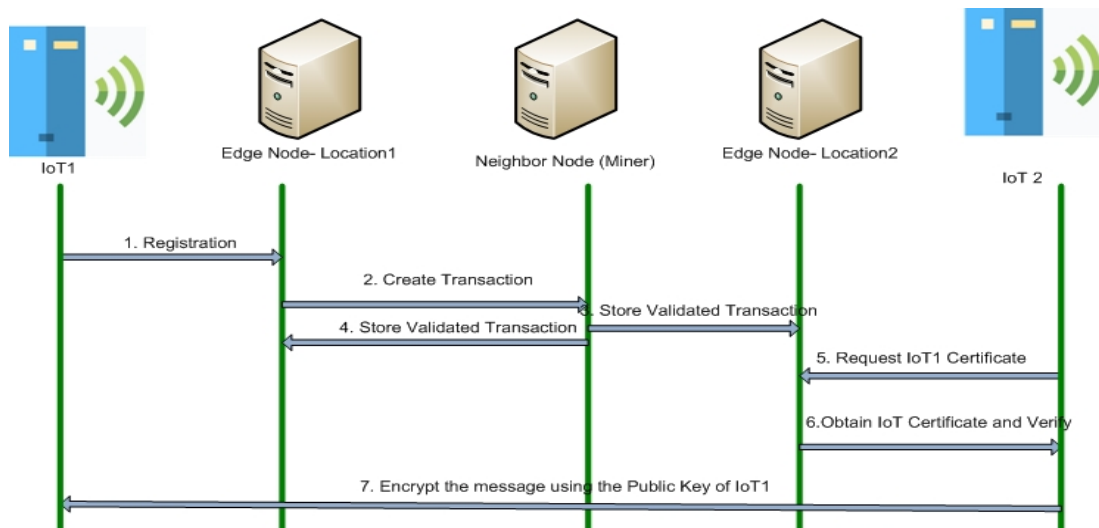 IoT1
Edge Node- Location1
Neighbor Node (Miner)
Edge Node- Location2
IoT 2
1. Registration
2. Create Transaction
3. Store Validated Transaction
4. Store Validated Transaction
5. Request IoT1 Certificate
6.Obtain IoT Certificate and Verify
7. Encrypt the message using the Public Key of IoT1